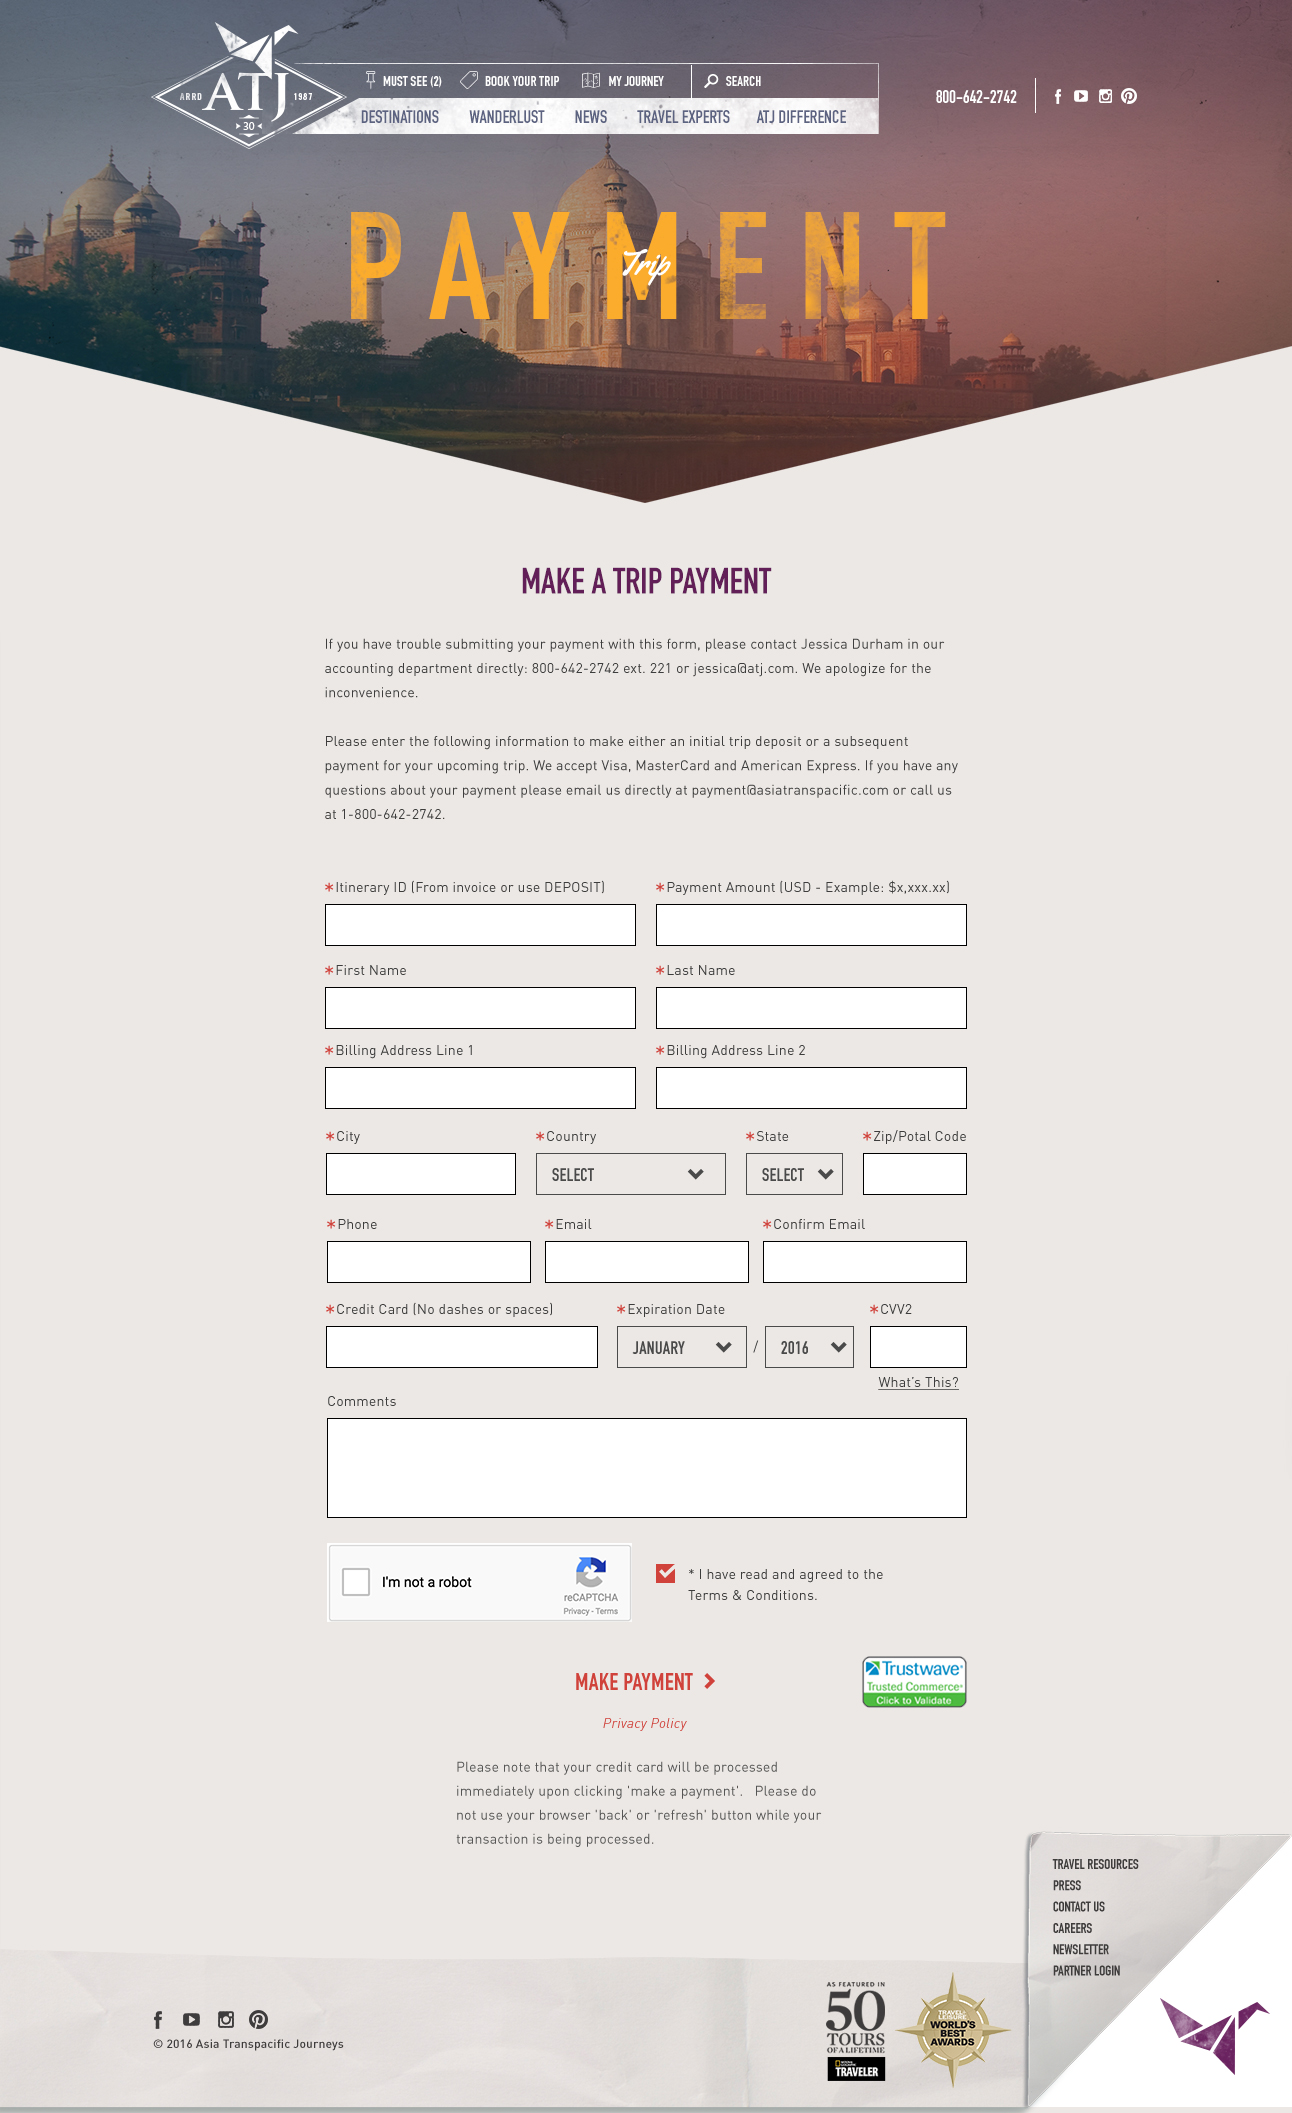 ARRD
ATJ
1987
30
MUST SEE (2)
BOOK YOUR TRIP
MY JOURNEY
SEARCH
800-642-2742
DESTINATIONS
WANDERLUST
NEWS
TRAVEL EXPERTS
ATJ DIFFERENCE
PAYMENT
Trip
MAKE A TRIP PAYMENT
If you have trouble submitting your payment with this form, please contact Jessica Durham in our
accounting department directly: 800-642-2742 ext. 221 or jessica@atj.com. We apologize for the
inconvenience.
Please enter the following information to make either an initial trip deposit or a subsequent
payment for your upcoming trip. We accept Visa, MasterCard and American Express. If you have any
questions about your payment please email us directly at payment@asiatranspacific.com or call us
at 1-800-642-2742.
*Itinerary ID (From invoice or use DEPOSIT)
*Payment Amount (USD - Example: $x,xxx.xx)
*First Name
*Last Name
*Billing Address Line 1
*Billing Address Line 2
*City
*Country
*State
*Zip/Potal Code
SELECT
SELECT
*Phone
*Email
*Confirm Email
*Credit Card (No dashes or spaces)
*Expiration Date
*CVV2
JANUARY
/
2016
What's This?
Comments
I'm not a robot
reCAPTCHA
Privacy - Terms
* I have read and agreed to the
Terms & Conditions.
MAKE PAYMENT
Trustwave®
Trusted Commerce®
Click to Validate
Privacy Policy
Please note that your credit card will be processed
immediately upon clicking 'make a payment'.   Please do
not use your browser 'back' or 'refresh' button while your
transaction is being processed.
TRAVEL RESOURCES
PRESS
CONTACT US
CAREERS
NEWSLETTER
PARTNER LOGIN
© 2016 Asia Transpacific Journeys
AS FEATURED IN
50
TOURS
OF A LIFETIME
NATIONAL GEOGRAPHIC
TRAVELER
TRAVEL+
LEISURE
WORLD'S
BEST
AWARDS